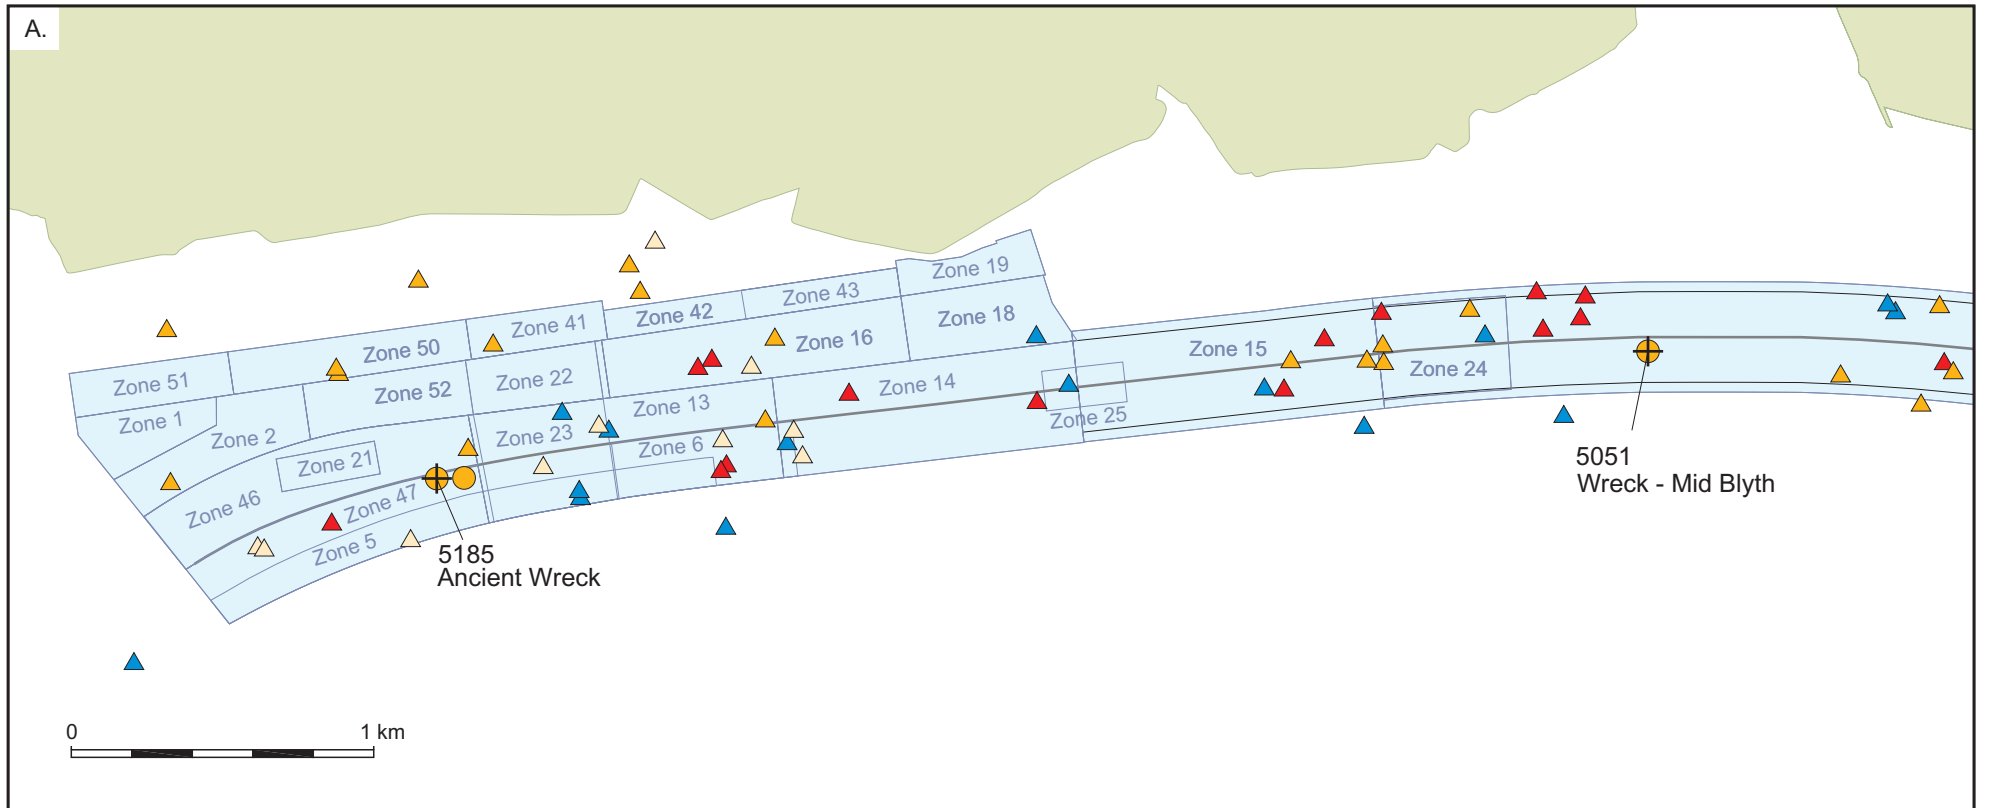 A.
Zone 19
Zone 43
Zone 42
Zone 18
Zone 41
Zone 16
Zone 50
Zone 15
Zone 51
Zone 22
Zone 52
Zone 14
Zone 24
Zone 1
Zone 13
Zone 25
Zone 2
Zone 23
Zone 6
Zone 21
Zone 46
Zone 47
Zone 5
5051
Wreck - Mid Blyth
5185
Ancient Wreck
0 1 km